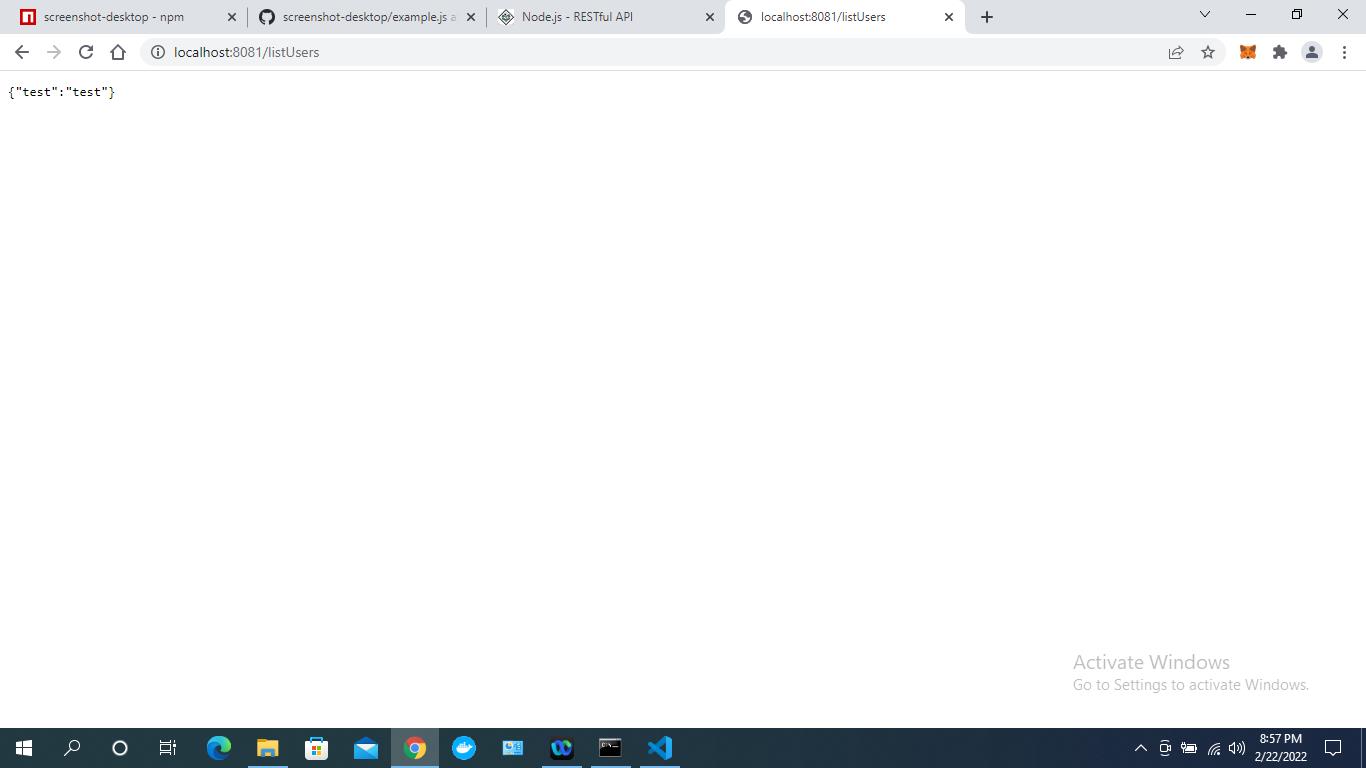 screenshot-desktop - npm
screenshot-desktop/example.js a
Node.js - RESTful API
localhost:8081/listUsers
localhost:8081/listUsers
{"test":"test"}
Activate Windows
Go to Settings to activate Windows.
8:57 PM
2/22/2022